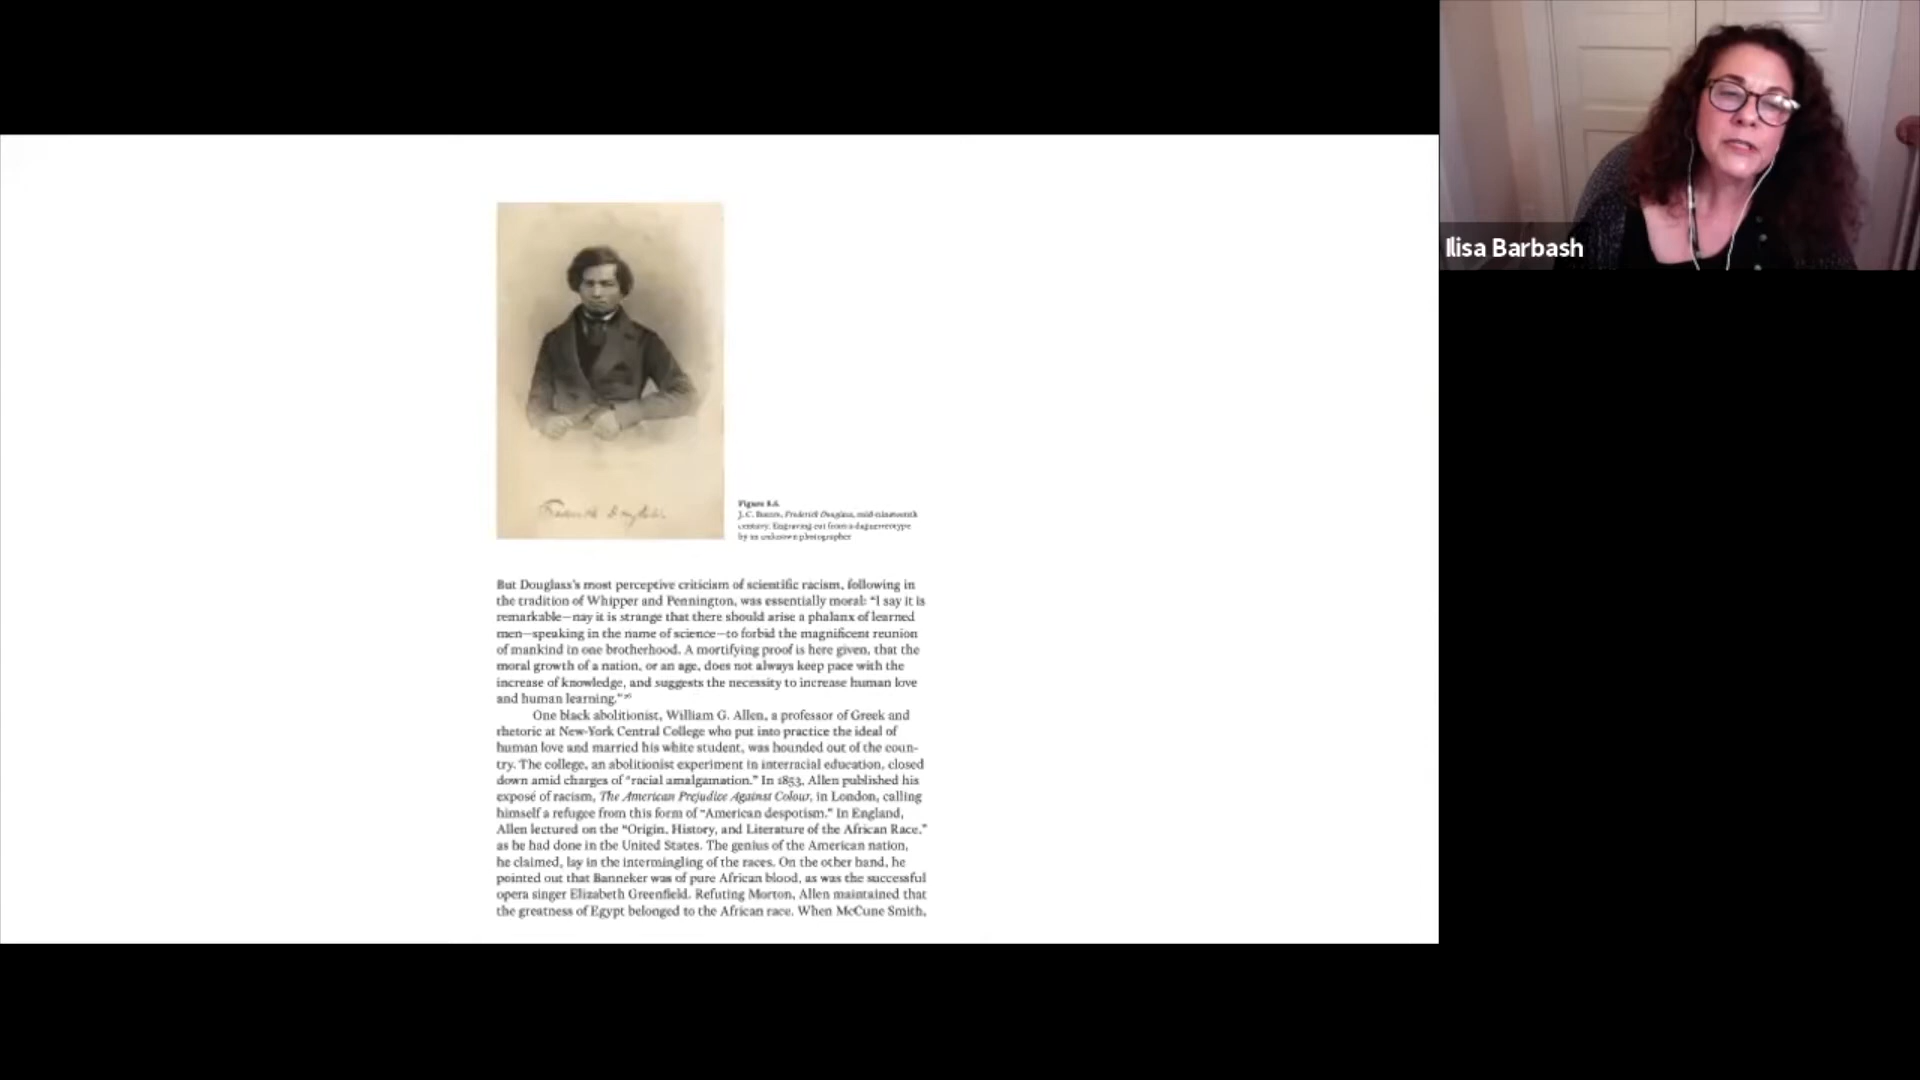 Ilisa Barbash
Frederick Douglass
Figure 8.6.
J. C. Buttre, Frederick Douglass, mid-nineteenth
century. Engraving cut from a daguerreotype
by an unknown photographer
But Douglass's most perceptive criticism of scientific racism, following in
the tradition of Whipper and Pennington, was essentially moral: “I say it is
remarkable—nay it is strange that there should arise a phalanx of learned
men—speaking in the name of science—to forbid the magnificent reunion
of mankind in one brotherhood. A mortifying proof is here given, that the
moral growth of a nation, or an age, does not always keep pace with the
increase of knowledge, and suggests the necessity to increase human love
and human learning.”
One black abolitionist, William G. Allen, a professor of Greek and
rhetoric at New-York Central College who put into practice the ideal of
human love and married his white student, was hounded out of the coun-
try. The college, an abolitionist experiment in interracial education, closed
down amid charges of “racial amalgamation.” In 1853, Allen published his
exposé of racism, The American Prejudice Against Colour, in London, calling
himself a refugee from this form of “American despotism.” In England,
Allen lectured on the “Origin, History, and Literature of the African Race,”
as he had done in the United States. The genius of the American nation,
he claimed, lay in the intermingling of the races. On the other hand, he
pointed out that Banneker was of pure African blood, as was the successful
opera singer Elizabeth Greenfield. Refuting Morton, Allen maintained that
the greatness of Egypt belonged to the African race. When McCune Smith,